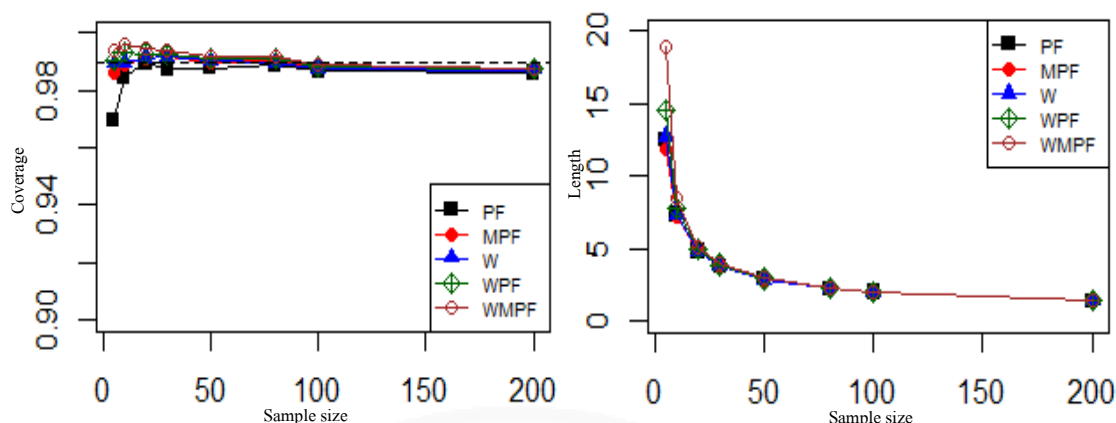 Coverage
0.98
0.94
0.90
PF
MPF
W
WPF
WMPF
0 50 100 150 200
Sample size
Length
20
15
10
5
0
PF
MPF
W
WPF
WMPF
0 50 100 150 200
Sample size